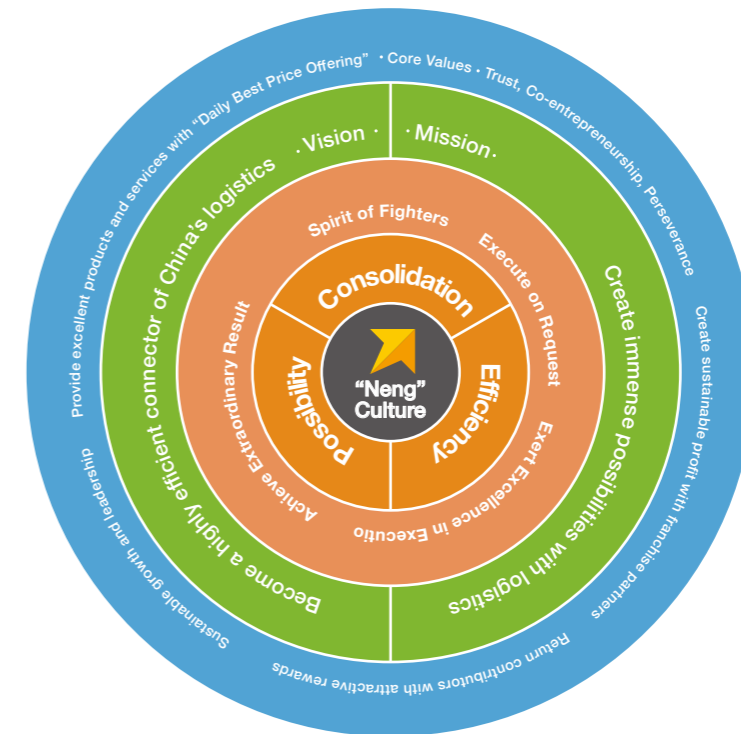 · Core Values ·
Trust, Co-entrepreneurship, Perseverance
Create sustainable profit with franchise partners
Return contributors with attractive rewards
Sustainable growth and leadership
Provide excellent products and services with “Daily Best Price Offering”
· Vision ·
Become a highly efficient connector of China’s logistics
· Mission ·
Create immense possibilities with logistics
Spirit of Fighters
Execute on Request
Exert Excellence in Executio
Achieve Extraordinary Result
Consolidation
Efficiency
Possibility
“Neng”
Culture